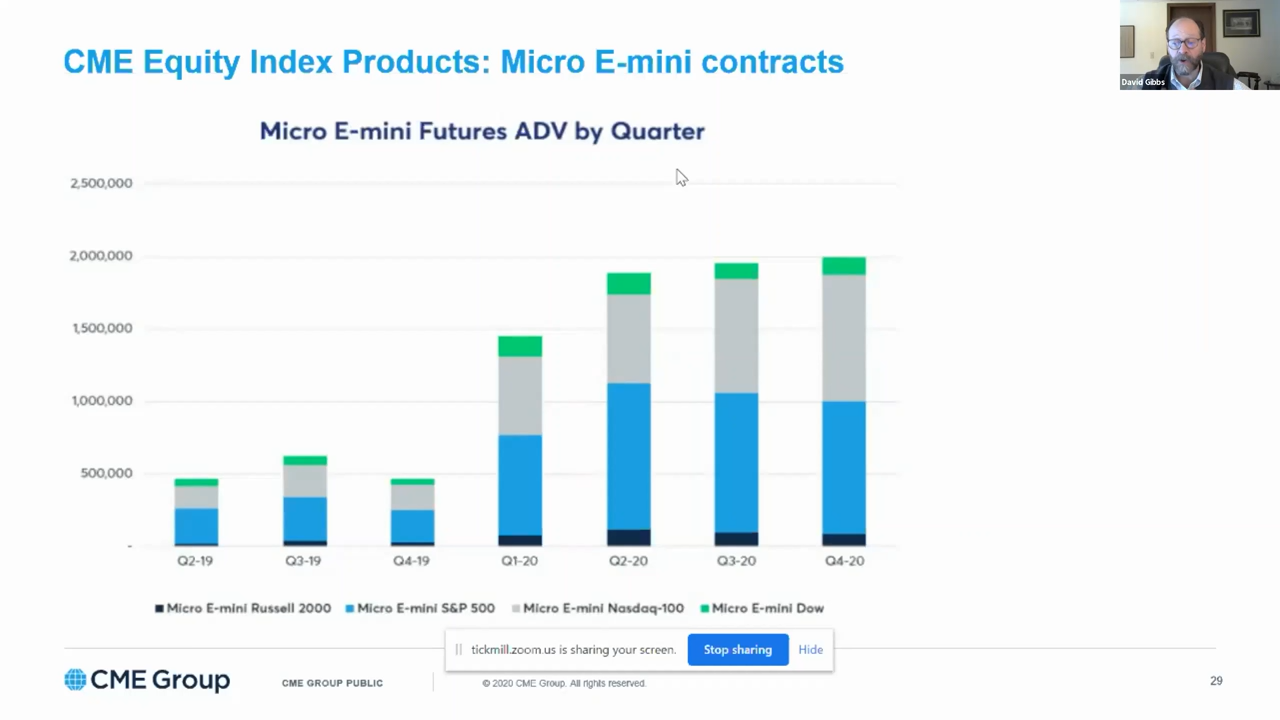 CME Equity Index Products: Micro E-mini contracts
David Gibbs
Micro E-mini Futures ADV by Quarter
2,500,000
2,000,000
1,500,000
1,000,000
500,000
-
Q2-19 Q3-19 Q4-19 Q1-20 Q2-20 Q3-20 Q4-20
Micro E-mini Russell 2000 Micro E-mini S&P 500 Micro E-mini Nasdaq-100 Micro E-mini Dow
tickmill.zoom.us is sharing your screen. Stop sharing Hide
CME Group CME GROUP PUBLIC © 2020 CME Group. All rights reserved. 29